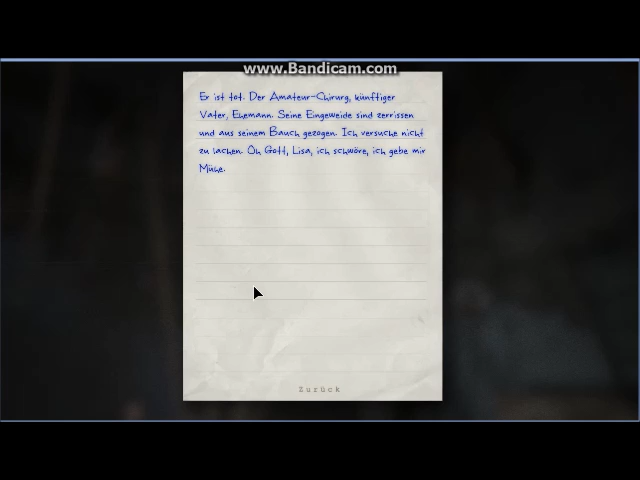 www.Bandicam.com
Er ist tot. Der Amateur-Chirurg, künftiger
Vater, Ehemann. Seine Eingeweide sind zerrissen
und aus seinem Bauch gezogen. Ich versuche nicht
zu lachen. Oh Gott, Lisa, ich schwöre, ich gebe mir
Mühe.
Zurück